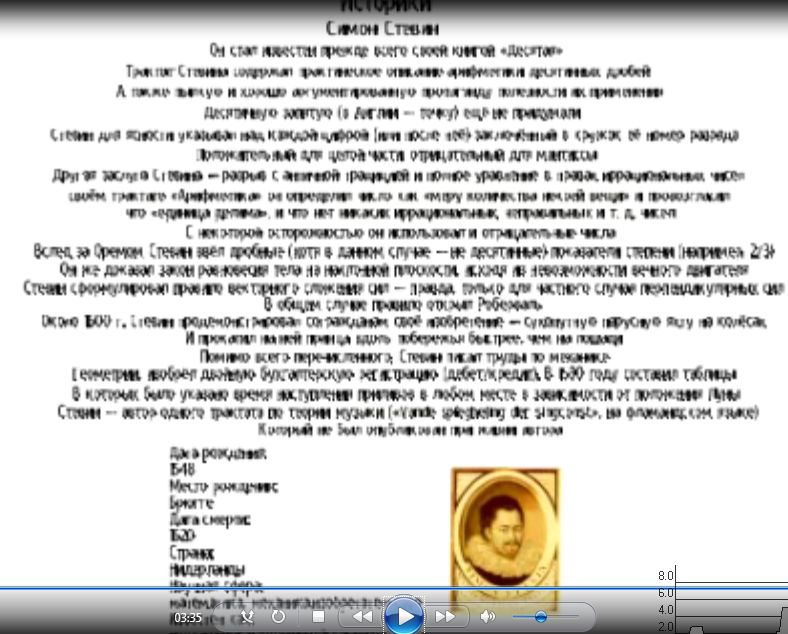 Историки
Симон Стевин
Он стал известен прежде всего своей книгой «Десятая»
Трактат Стевина содержал практическое описание арифметики десятичных дробей
А также пылкую и хорошо аргументированную пропаганду полезности их применения
Десятичную запятую (в Англии — точку) ещё не придумали
Стевин для ясности указывал над каждой цифрой (или после неё) заключённый в кружок её номер разряда
Положительный для целой части, отрицательный для мантиссы
Другая заслуга Стевина — разрыв с античной традицией и полное уравнение в правах иррациональных чисел
своём трактате «Арифметика» он определил число как «меру количества некоей вещи» и провозгласил
что «единица делима», и что нет никаких иррациональных, неправильных и т. д. чисел
С некоторой осторожностью он использовал и отрицательные числа
Вслед за Оремом, Стевин ввёл дробные (хотя в данном случае — не десятичные) показатели степени (например, 2/3)
Он же доказал закон равновесия тела на наклонной плоскости, исходя из невозможности вечного двигателя
Стевин сформулировал правило векторного сложения сил — правда, только для частного случая перпендикулярных сил
В общем случае правило открыл Роберваль
Около 1600 г. Стевин продемонстрировал согражданам своё изобретение — сухопутную парусную яхту на колёсах,
И прокатил на ней принца вдоль побережья быстрее, чем на лошади
Помимо всего перечисленного, Стевин писал труды по механике
Геометрии, изобрёл двойную бухгалтерскую регистрацию (дебет/кредит), В 1590 году составил таблицы
В которых было указано время наступления приливов в любом месте в зависимости от положения Луны
Стевин — автор одного трактата по теории музыки («Vande spiegheling der singconst», на фламандском языке)
Который не был опубликован при жизни автора
Дата рождения:
1548
Место рождения:
Брюгге
Дата смерти:
1620
Страна:
Нидерланды
Научная сфера:
математика, механик,изобретатель
8.0
6.0
4.0
2.0
03:35